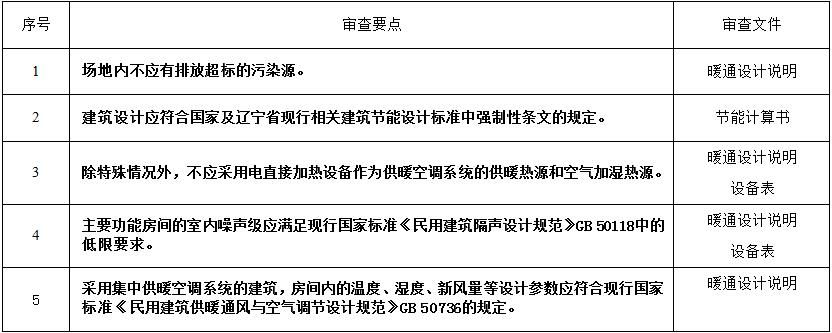 序号 审查要点 审查文件
1 场地内不应有排放超标的污染源。 暖通设计说明
2 建筑设计应符合国家及辽宁省现行相关建筑节能设计标准中强制性条文的规定。 节能计算书
3 除特殊情况外，不应采用电直接加热设备作为供暖空调系统的供暖热源和空气加湿热源。 暖通设计说明
设备表
4 主要功能房间的室内噪声级应满足现行国家标准《民用建筑隔声设计规范》GB 50118中的 暖通设计说明
低限要求。 设备表
5 采用集中供暖空调系统的建筑，房间内的温度、湿度、新风量等设计参数应符合现行国家 暖通设计说明
标准《民用建筑供暖通风与空气调节设计规范》GB 50736的规定。